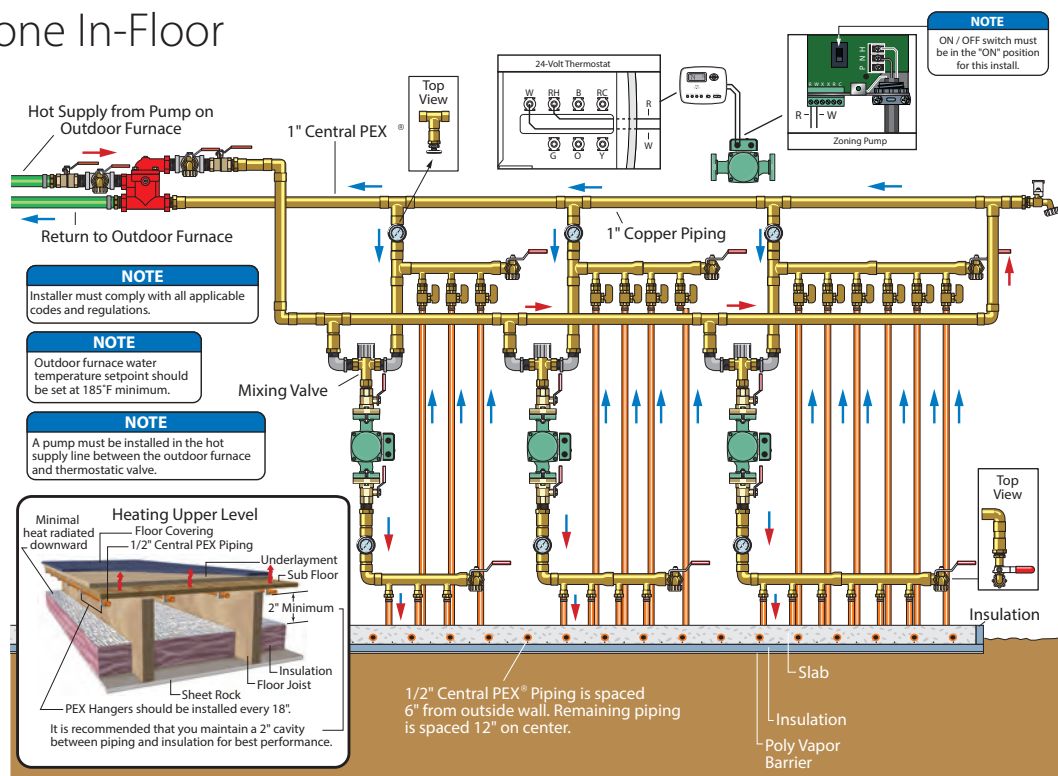 one In-Floor
Hot Supply from Pump on
Outdoor Furnace
1" Central PEX ®
Top
View
24-Volt Thermostat
W RH B RC
G O Y
R
W
P N H
R W X X R C
R W
Zoning Pump
NOTE
ON / OFF switch must
be in the "ON" position
for this install.
Return to Outdoor Furnace
1" Copper Piping
NOTE
Installer must comply with all applicable
codes and regulations.
NOTE
Outdoor furnace water
temperature setpoint should
be set at 185°F minimum.
Mixing Valve
NOTE
A pump must be installed in the hot
supply line between the outdoor furnace
and thermostatic valve.
Heating Upper Level
Minimal
heat radiated
downward
Floor Covering
1/2" Central PEX Piping
Underlayment
Sub Floor
2" Minimum
Insulation
Floor Joist
Sheet Rock
PEX Hangers should be installed every 18".
It is recommended that you maintain a 2" cavity
between piping and insulation for best performance.
Top
View
Insulation
1/2" Central PEX® Piping is spaced
6" from outside wall. Remaining piping
is spaced 12" on center.
Slab
Insulation
Poly Vapor
Barrier